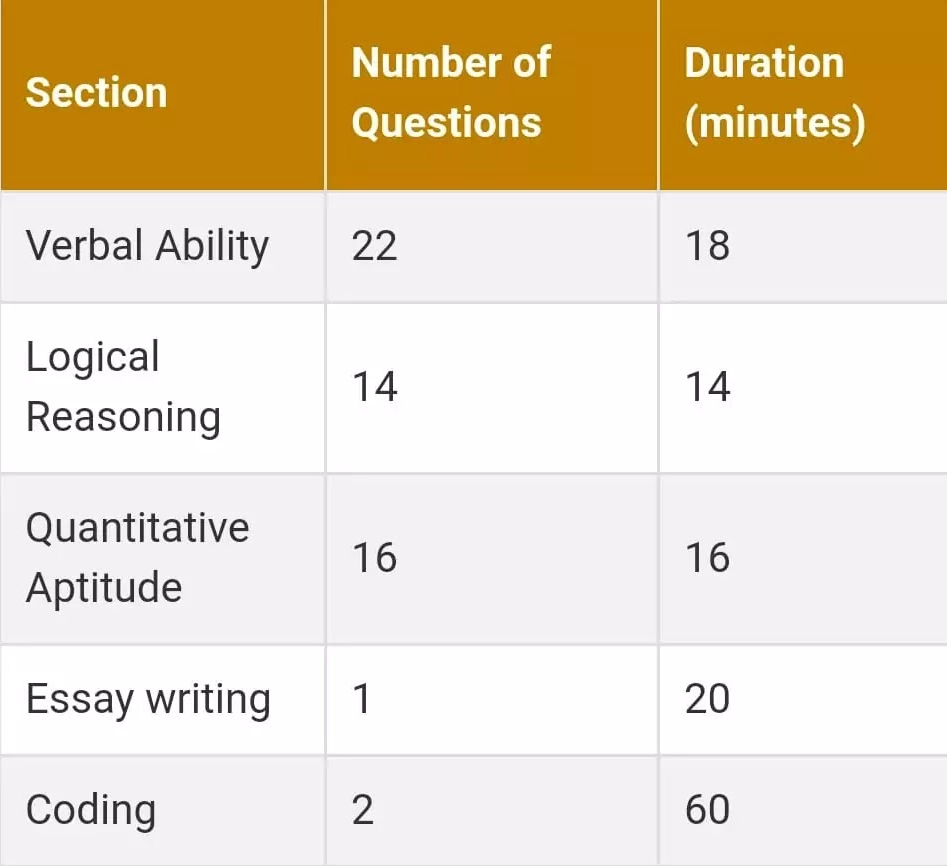 Section
Number of
Questions
Duration
(minutes)
Verbal Ability
22
18
Logical
Reasoning
14
14
Quantitative
Aptitude
16
16
Essay writing
1
20
Coding
2
60